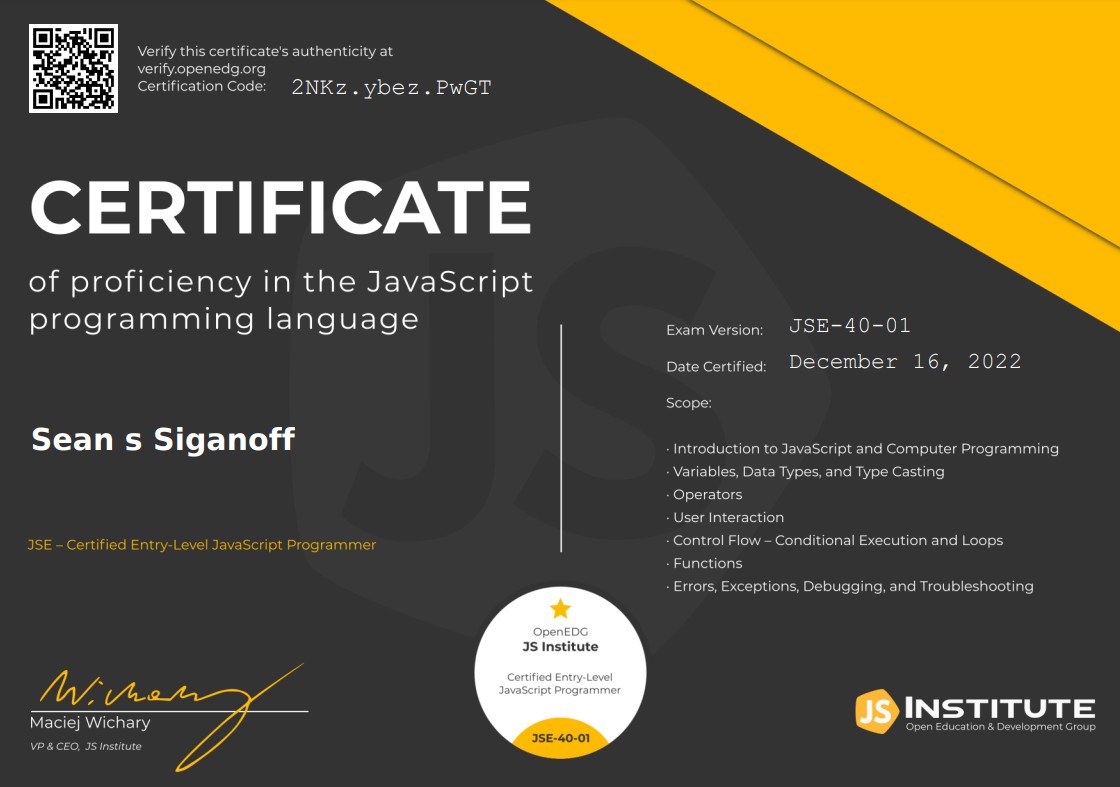 Verify this certificate's authenticity at
verify.openedg.org
Certification Code: 2NKz.ybez.PwGT
CERTIFICATE
of proficiency in the JavaScript
programming language
Sean s Siganoff
JSE – Certified Entry-Level JavaScript Programmer
Exam Version: JSE-40-01
Date Certified: December 16, 2022
Scope:
· Introduction to JavaScript and Computer Programming
· Variables, Data Types, and Type Casting
· Operators
· User Interaction
· Control Flow – Conditional Execution and Loops
· Functions
· Errors, Exceptions, Debugging, and Troubleshooting
W. Wichary
Maciej Wichary
VP & CEO, JS Institute
OpenEDG
JS Institute
Certified Entry-Level
JavaScript Programmer
JSE-40-01
JS INSTITUTE
Open Education & Development Group
JS